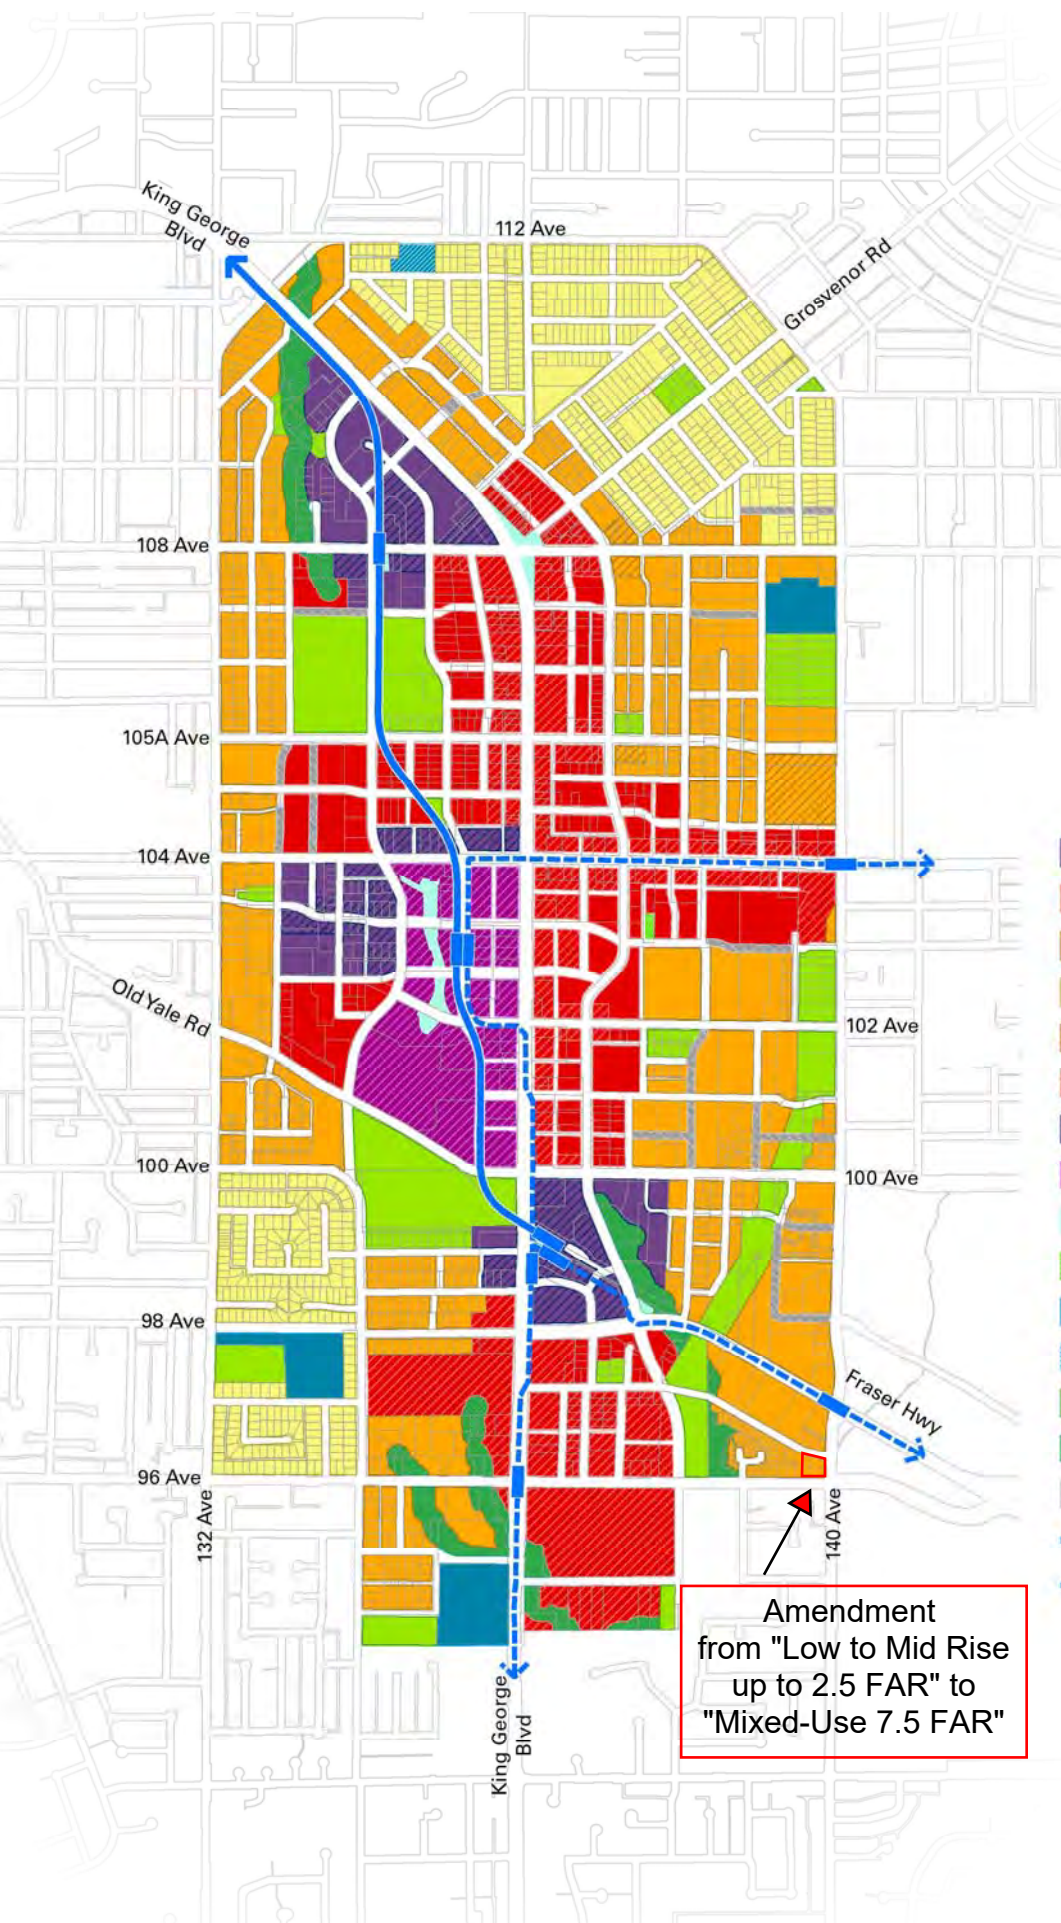 King George
Blvd
112 Ave
Grosvenor Rd
108 Ave
105A Ave
104 Ave
Old Yale Rd
102 Ave
100 Ave
100 Ave
98 Ave
Fraser Hwy
96 Ave
132 Ave
140 Ave
Amendment
from "Low to Mid Rise
up to 2.5 FAR" to
"Mixed-Use 7.5 FAR"
King George
Blvd